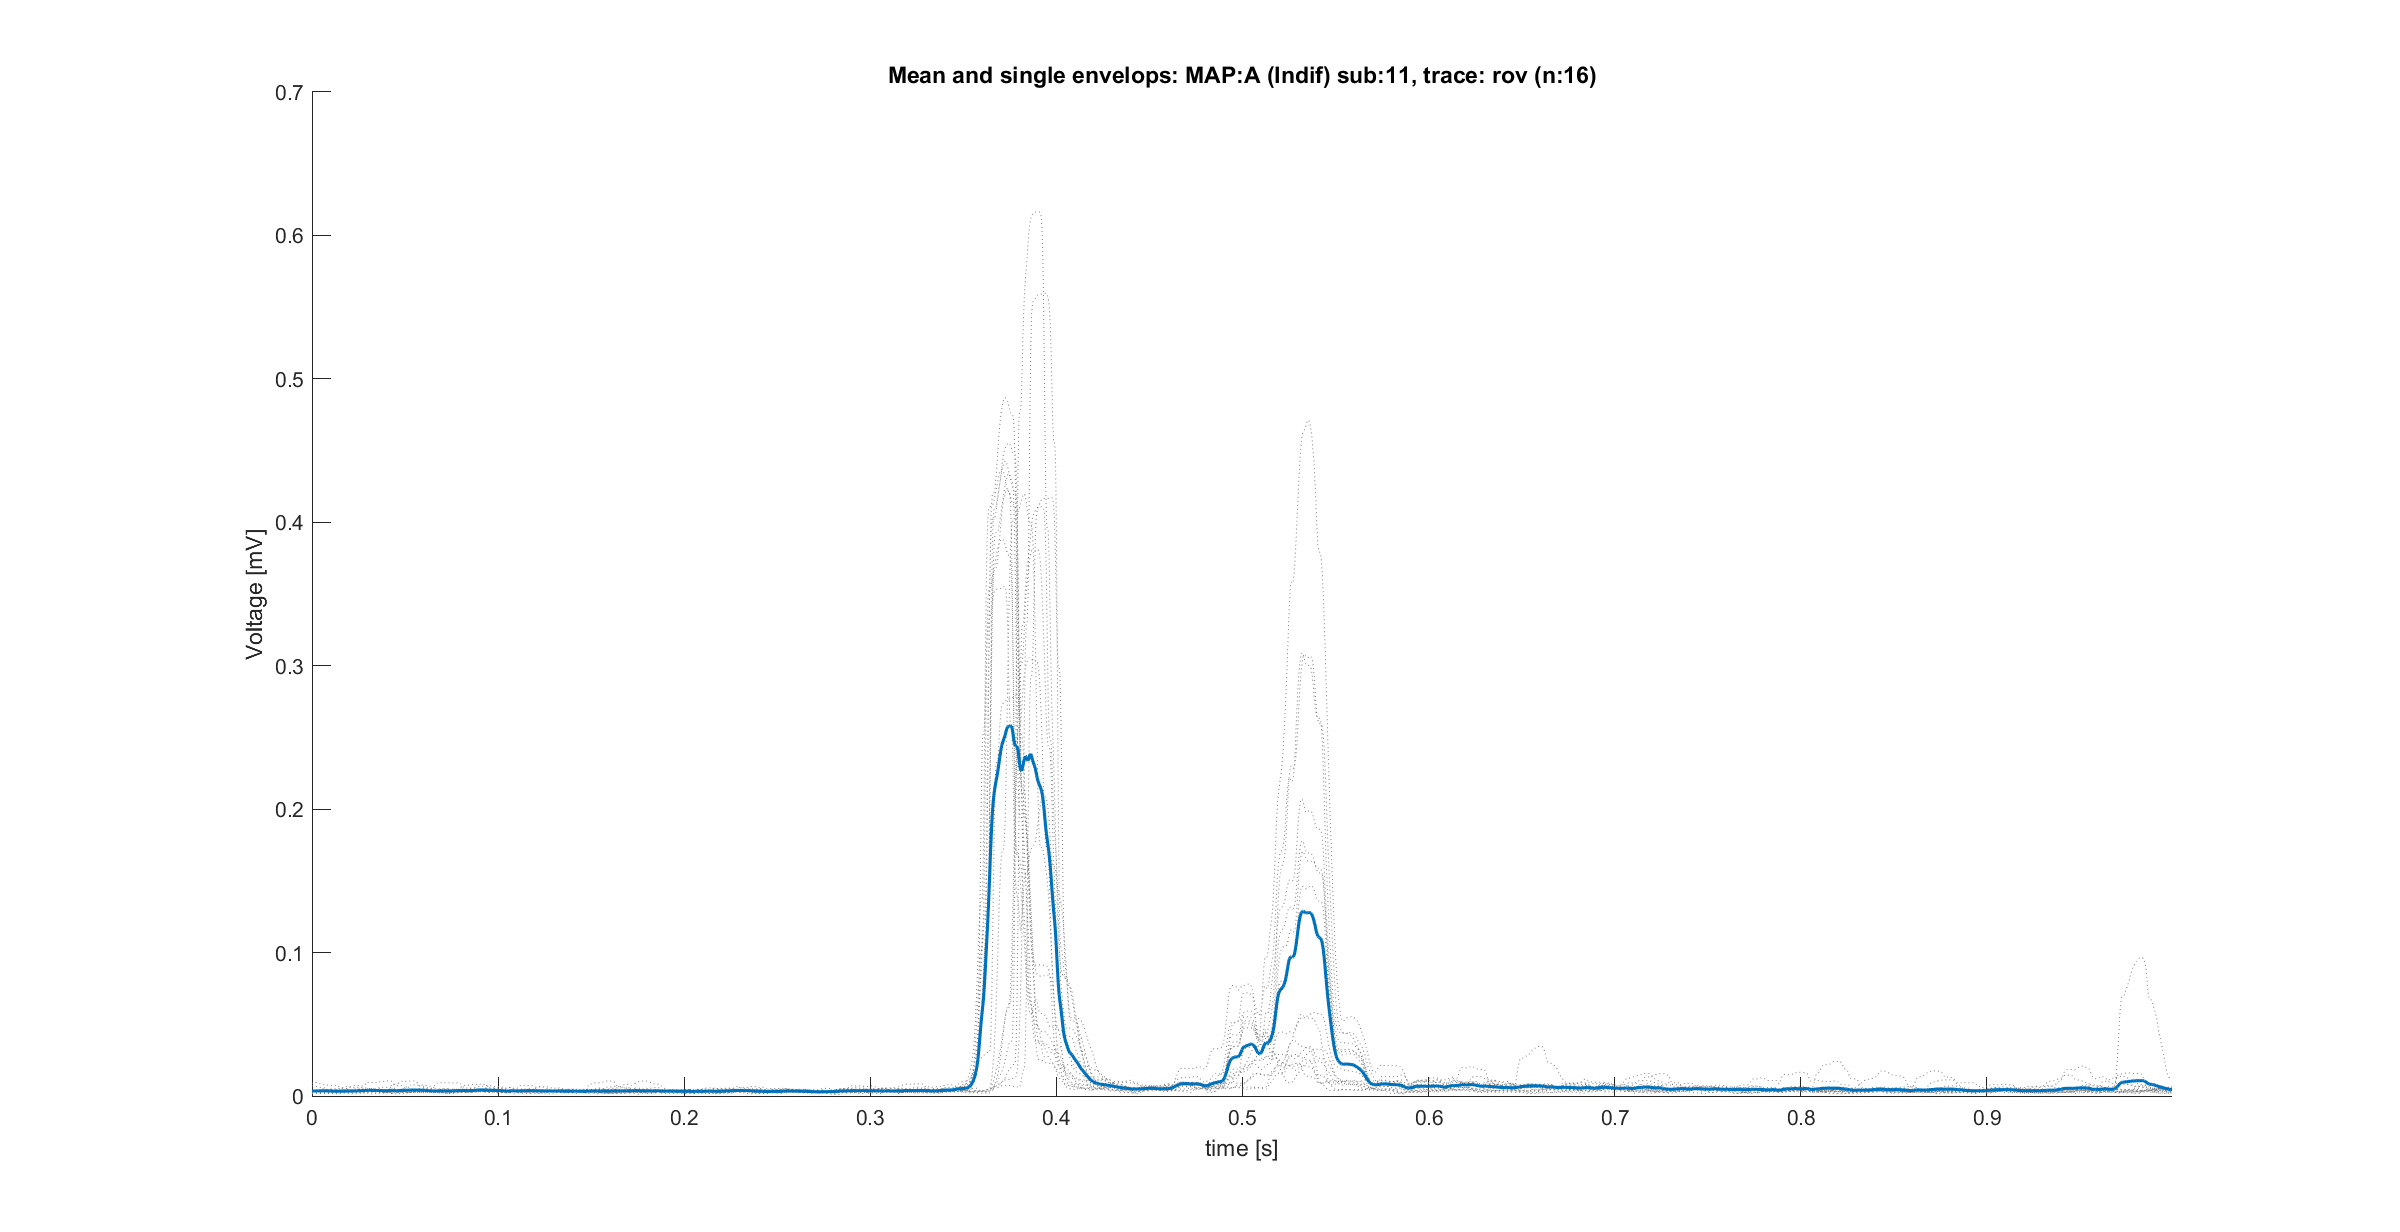 Mean and single envelops: MAP:A (Indif) sub:11, trace: rov (n:16)
0.7
0.6
0.5
0.4
0.3
0.2
0.1
0
Voltage [mV]
0 0.1 0.2 0.3 0.4 0.5 0.6 0.7 0.8 0.9
time [s]